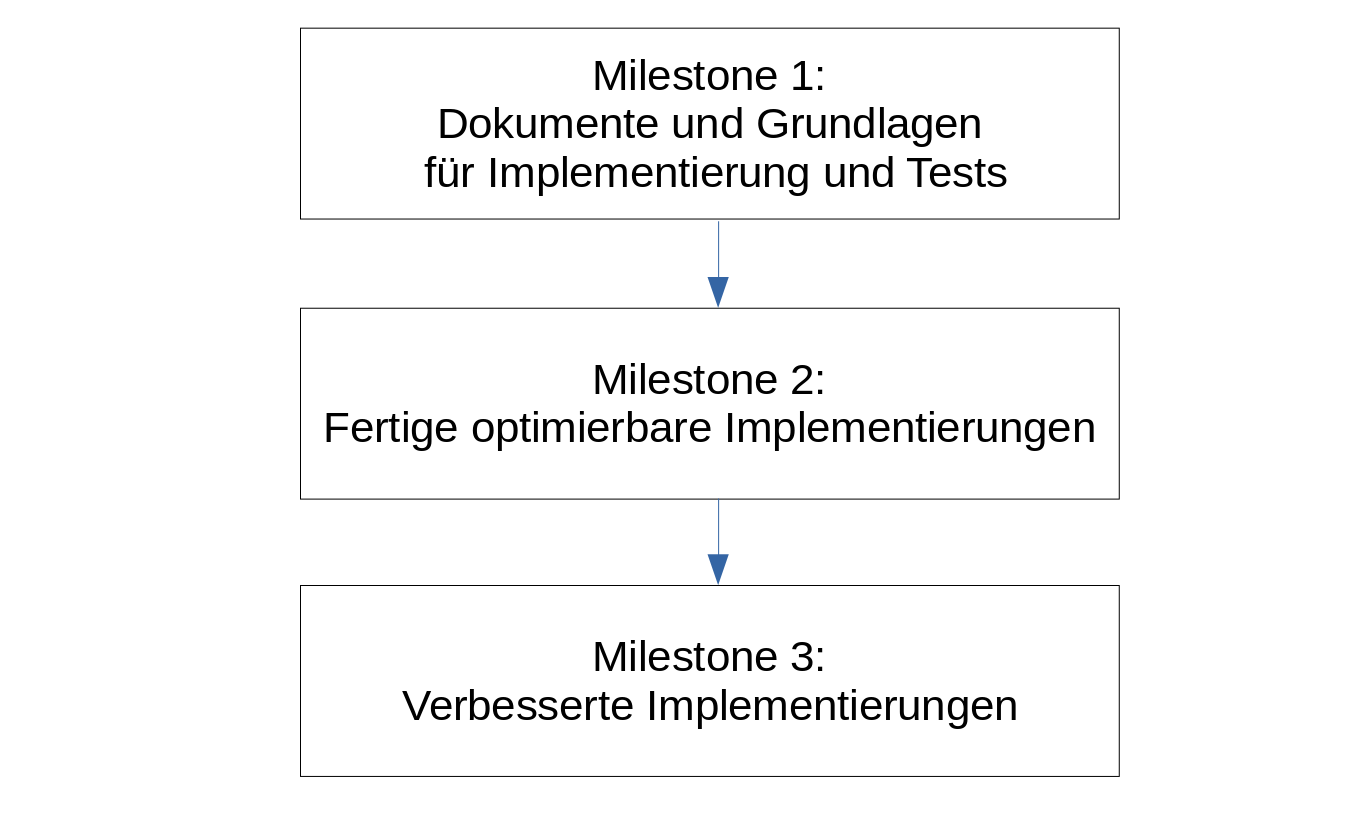 Milestone 1:
Dokumente und Grundlagen
für Implementierung und Tests
Milestone 2:
Fertige optimierbare Implementierungen
Milestone 3:
Verbesserte Implementierungen